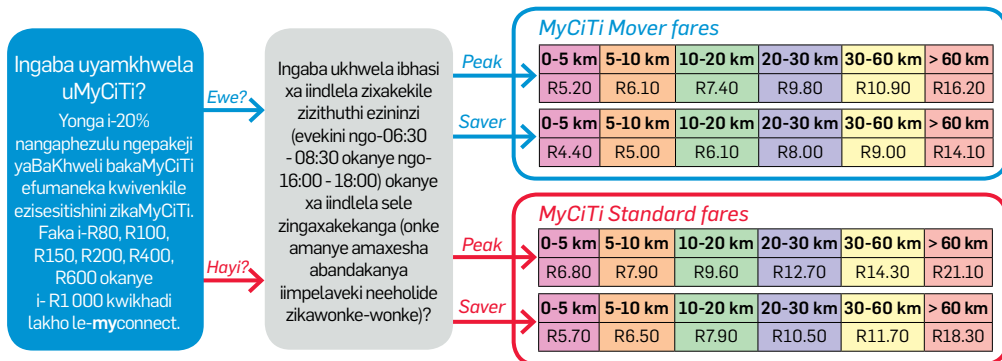 Ingaba uyamkhwela
uMyCiTi?
Yonga i-20%
nangaphezulu ngepakeji
yaBaKhweli bakaMyCiTi
efumaneka kwivenkile
ezisesitishini zikaMyCiTi.
Faka i-R80, R100,
R150, R200, R400,
R600 okanye
i- R1 000 kwikhadi
lakho le-myconnect.
Ewe?
Hayi?
Ingaba ukhwela ibhasi
xa iindlela zixakekile
zizithuthi ezininzi
(evekini ngo-06:30
- 08:30 okanye ngo-
16:00 - 18:00) okanye
xa iindlela sele
zingaxakekanga (onke
amanye amaxesha
abandakanya
iimpelaveki neeholide
zikawonke-wonke)?
MyCiTi Mover fares
Peak
0-5 km 5-10 km 10-20 km 20-30 km 30-60 km > 60 km
R5.20 R6.10 R7.40 R9.80 R10.90 R16.20
Saver
0-5 km 5-10 km 10-20 km 20-30 km 30-60 km > 60 km
R4.40 R5.00 R6.10 R8.00 R9.00 R14.10
MyCiTi Standard fares
Peak
0-5 km 5-10 km 10-20 km 20-30 km 30-60 km > 60 km
R6.80 R7.90 R9.60 R12.70 R14.30 R21.10
Saver
0-5 km 5-10 km 10-20 km 20-30 km 30-60 km > 60 km
R5.70 R6.50 R7.90 R10.50 R11.70 R18.30